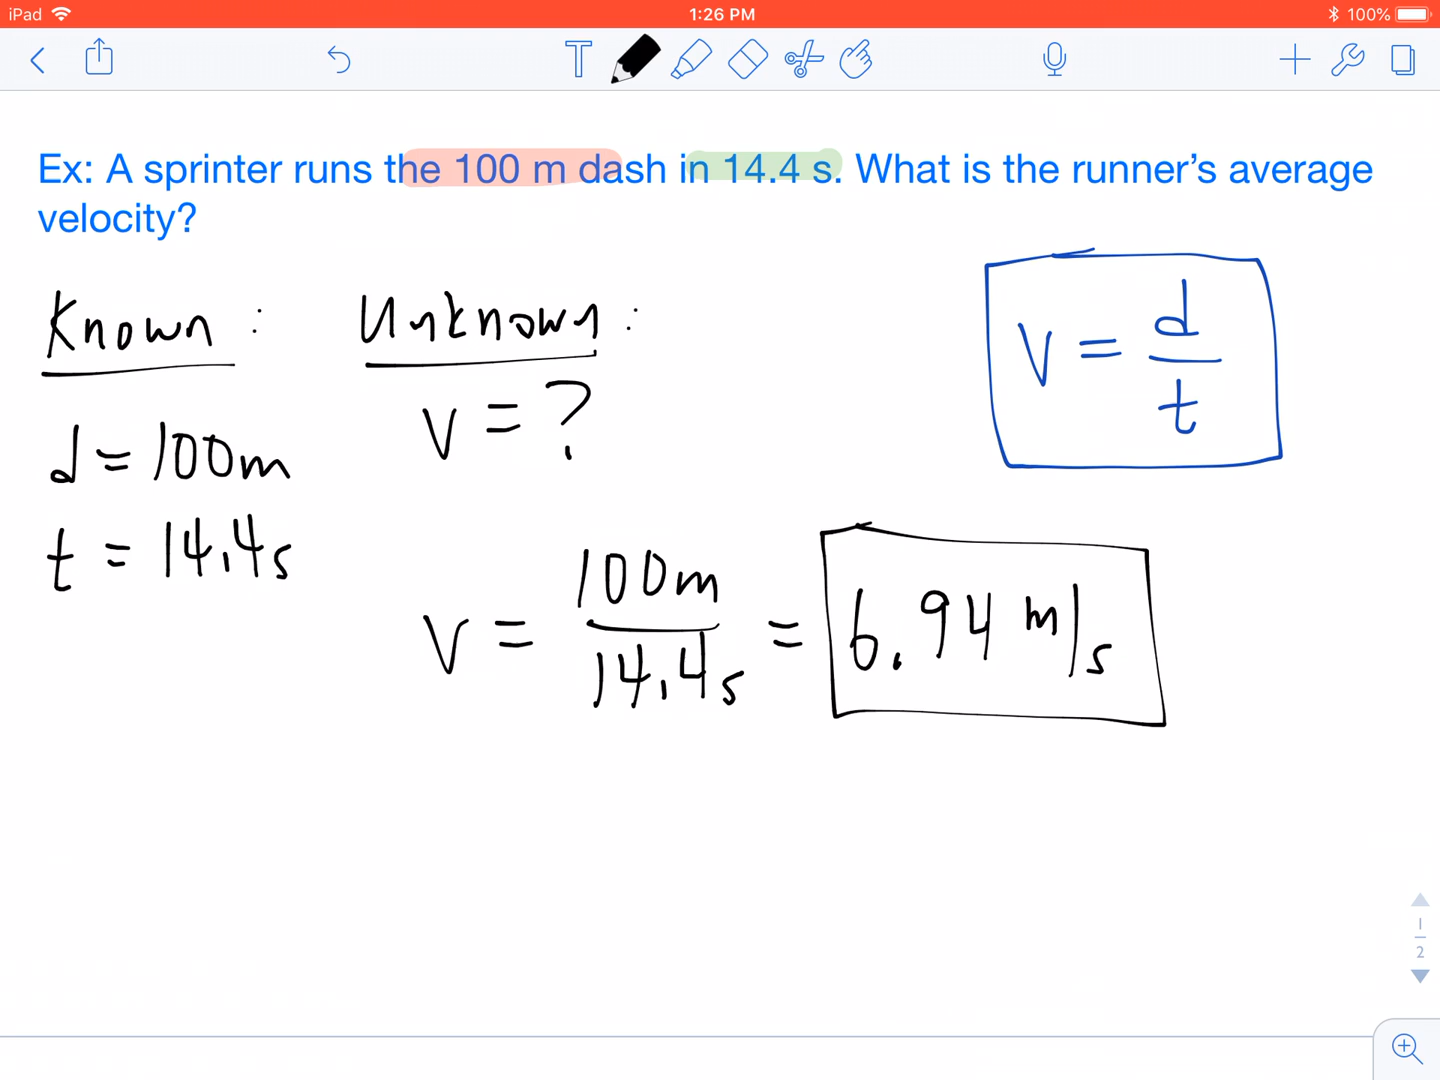 iPad 1:26 PM 100%
T
Ex: A sprinter runs the 100 m dash in 14.4 s. What is the runner's average
velocity?
Known : Unknown :
v = ?
d = 100m
t = 14.4s
v = d / t
v = 100m / 14.4s = 6.94 m/s
1
2